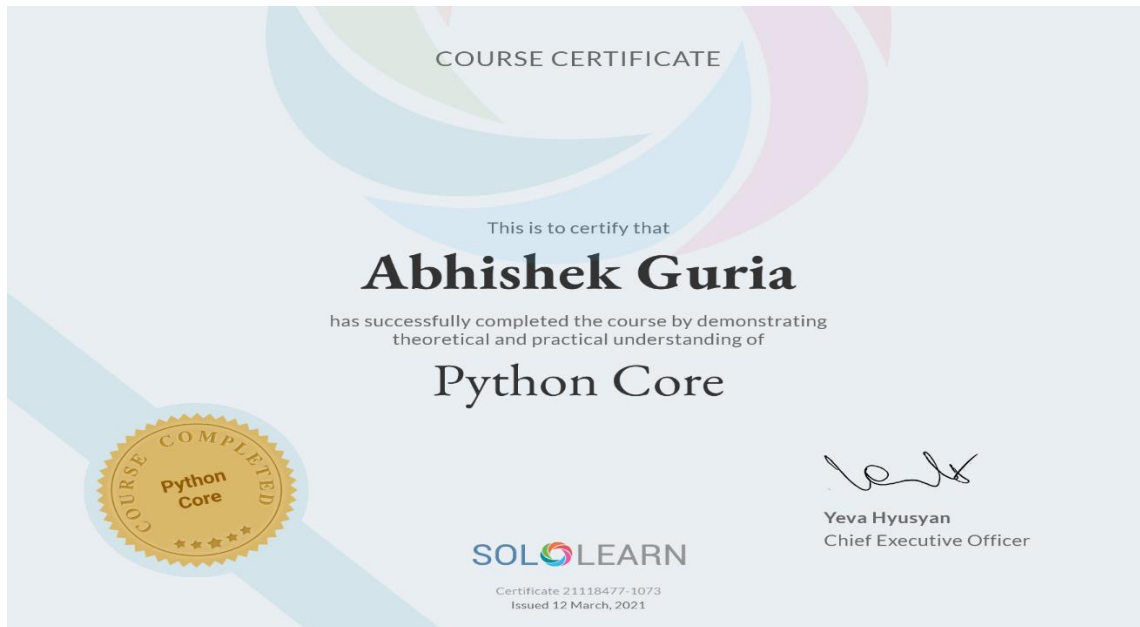 COURSE CERTIFICATE
This is to certify that
Abhishek Guria
has successfully completed the course by demonstrating
theoretical and practical understanding of
Python Core
COURSE COMPLETED
Python
Core
Yeva Hyusyan
Chief Executive Officer
SOLOLEARN
Certificate 21118477-1073
Issued 12 March, 2021